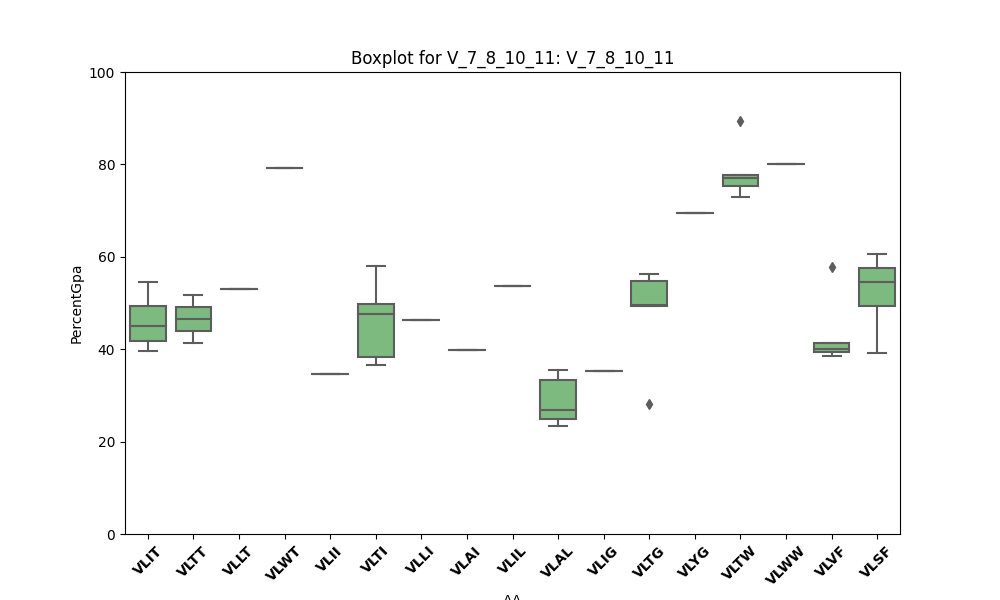 Boxplot for V_7_8_10_11: V_7_8_10_11
100
80
60
40
20
0
PercentGpa
VLIT VLTT VLLT VLWT VLII VLTI VLLI VLAI VLIL VLAL VLIG VLTG VLYG VLTW VLWW VLVF VLSF
AA